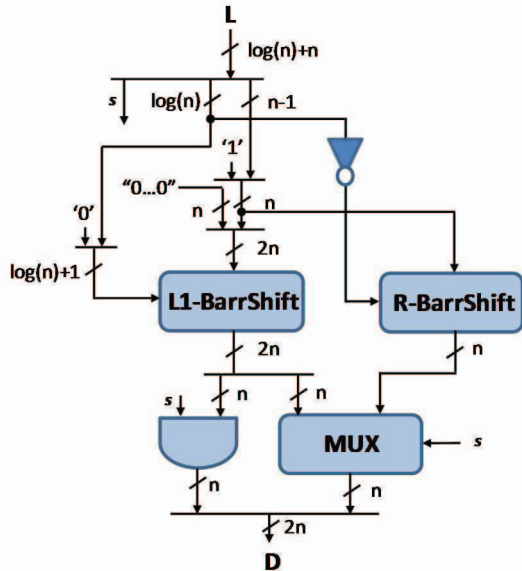 L
log(n)+n
s
log(n)
n-1
'1'
"0...0"
n
n
'0'
2n
log(n)+1
L1-BarrShift
R-BarrShift
2n
n
s
n
n
MUX
s
n
n
2n
D